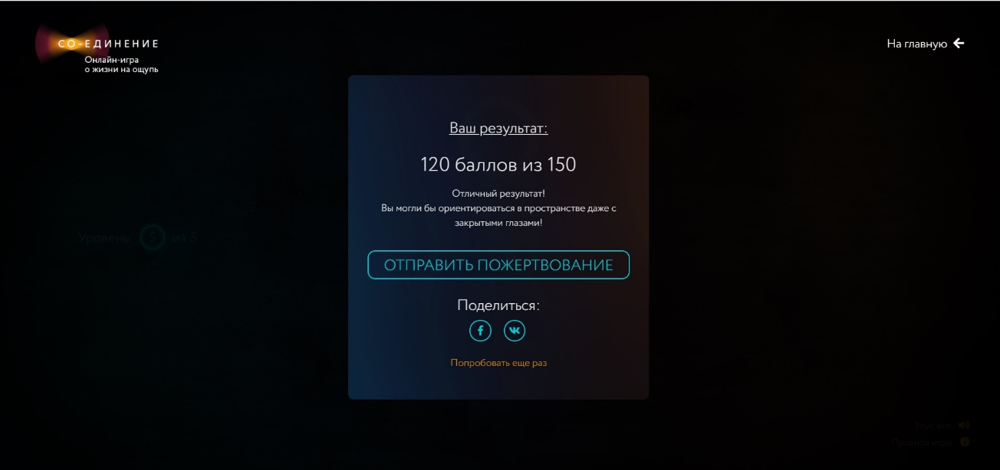 СО-ЕДИНЕНИЕ
Онлайн-игра
о жизни на ощупь
На главную
Ваш результат:
120 баллов из 150
Отличный результат!
Вы могли бы ориентироваться в пространстве даже с
закрытыми глазами!
Уровень 5 из 5
ОТПРАВИТЬ ПОЖЕРТВОВАНИЕ
Поделиться:
Попробовать еще раз
Звук вкл
Правила игры